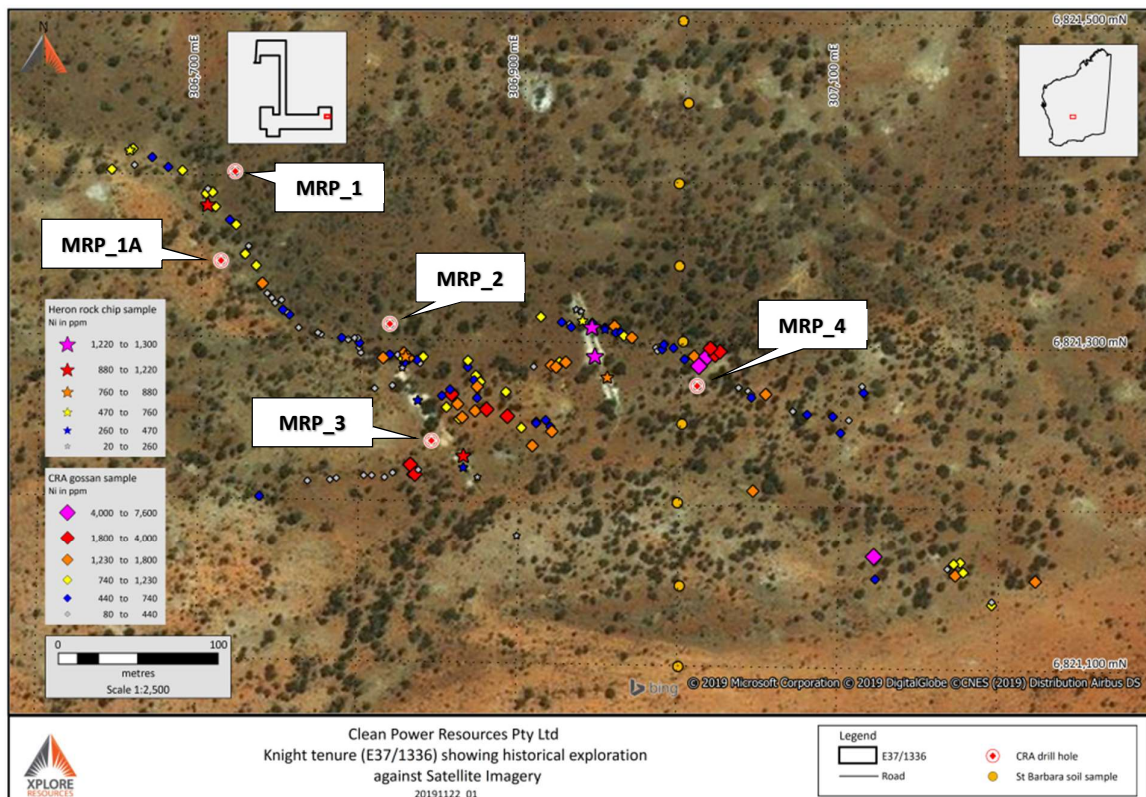 N
306,700 mE
306,900 mE
307,100 mE
6,821,500 mN
MRP_1
MRP_1A
MRP_2
MRP_4
MRP_3
6,821,300 mN
Heron rock chip sample
Ni in ppm
1,220 to 1,300
880 to 1,220
760 to 880
470 to 760
260 to 470
20 to 260
CRA gossan sample
Ni in ppm
4,000 to 7,600
1,800 to 4,000
1,230 to 1,800
740 to 1,230
440 to 740
80 to 440
0 100
metres
Scale 1:2,500
6,821,100 mN
bing © 2019 Microsoft Corporation © 2019 DigitalGlobe ©CNES (2019) Distribution Airbus DS
XPLORE
RESOURCES
Clean Power Resources Pty Ltd
Knight tenure (E37/1336) showing historical exploration
against Satellite Imagery
20191122_01
Legend
E37/1336
Road
CRA drill hole
St Barbara soil sample